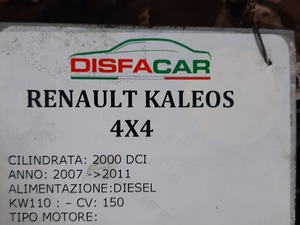 DISFACAR
RENAULT KALEOS
4X4
CILINDRATA: 2000 DCI
ANNO: 2007 ->2011
ALIMENTAZIONE:DIESEL
KW110 : – CV: 150
TIPO MOTORE: